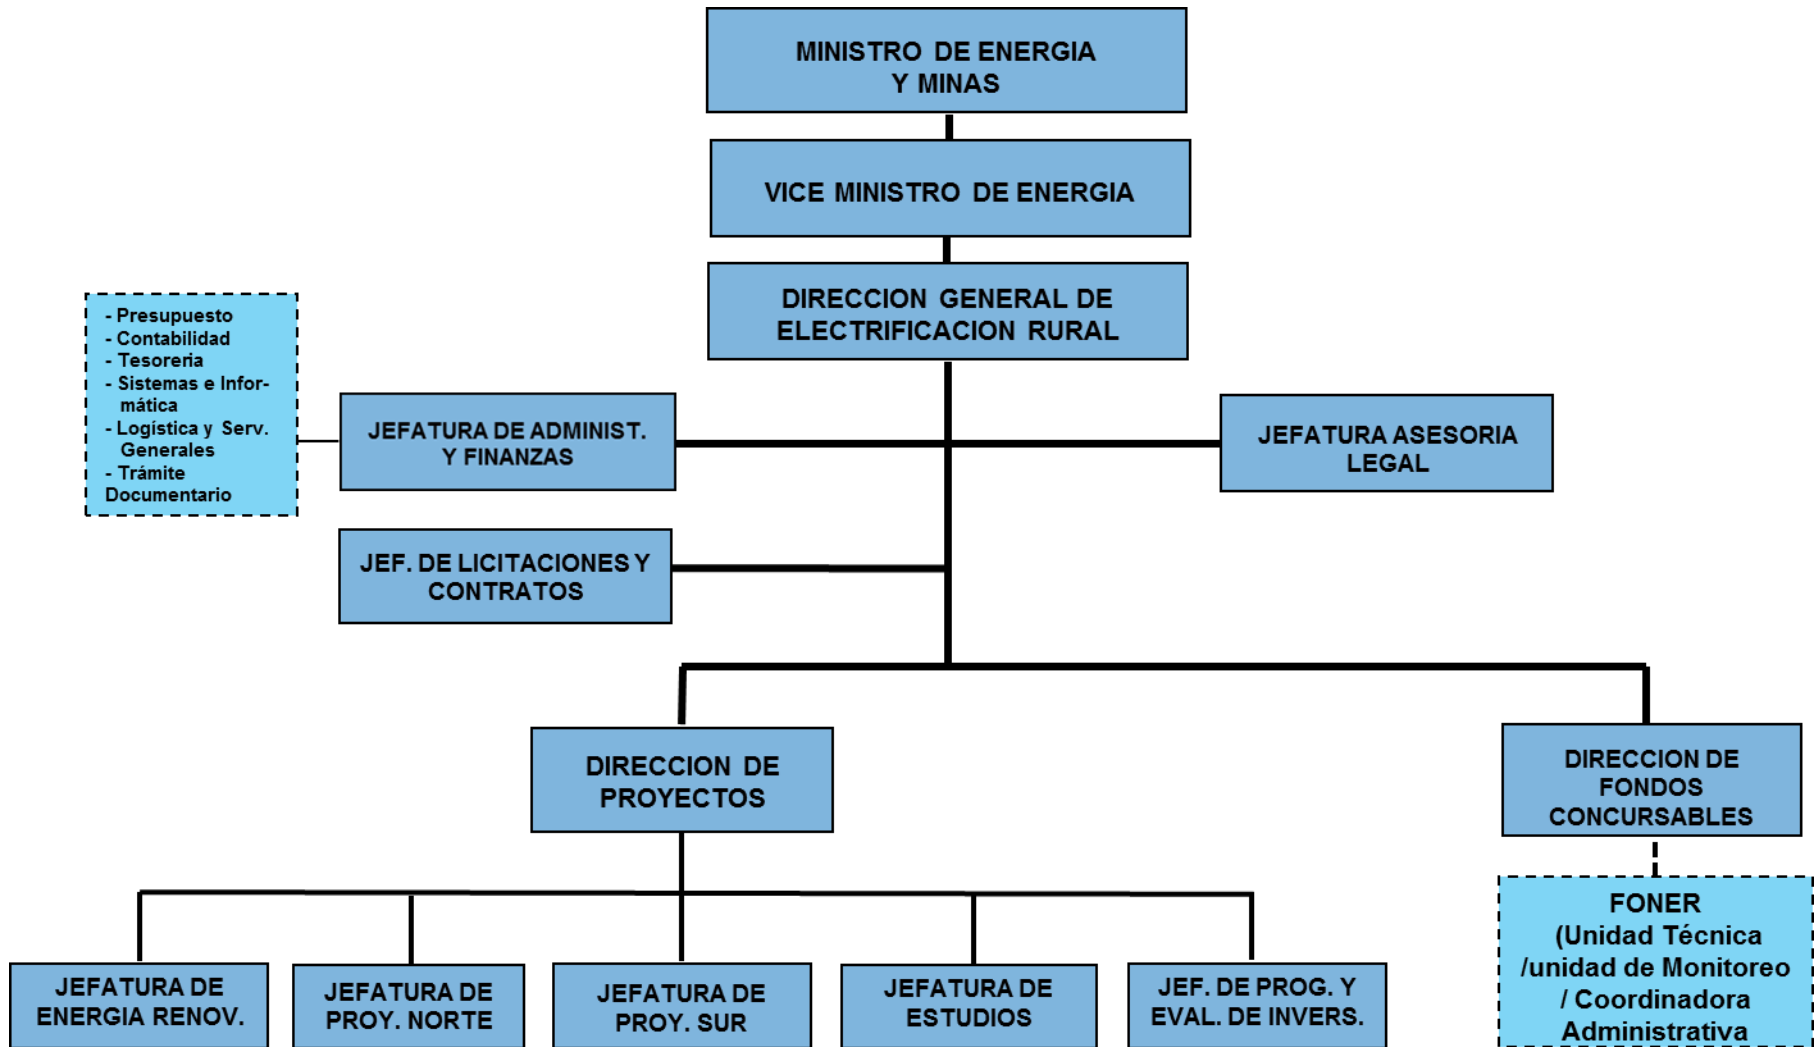 MINISTRO DE ENERGIA
Y MINAS
VICE MINISTRO DE ENERGIA
DIRECCION GENERAL DE
ELECTRIFICACION RURAL
- Presupuesto
- Contabilidad
- Tesoreria
- Sistemas e Infor-
mática
- Logística y Serv.
Generales
- Trámite
Documentario
JEFATURA DE ADMINIST.
Y FINANZAS
JEFATURA ASESORIA
LEGAL
JEF. DE LICITACIONES Y
CONTRATOS
DIRECCION DE
PROYECTOS
DIRECCION DE
FONDOS
CONCURSABLES
JEFATURA DE
ENERGIA RENOV.
JEFATURA DE
PROY. NORTE
JEFATURA DE
PROY. SUR
JEFATURA DE
ESTUDIOS
JEF. DE PROG. Y
EVAL. DE INVERS.
FONER
(Unidad Técnica
/unidad de Monitoreo
/ Coordinadora
Administrativa